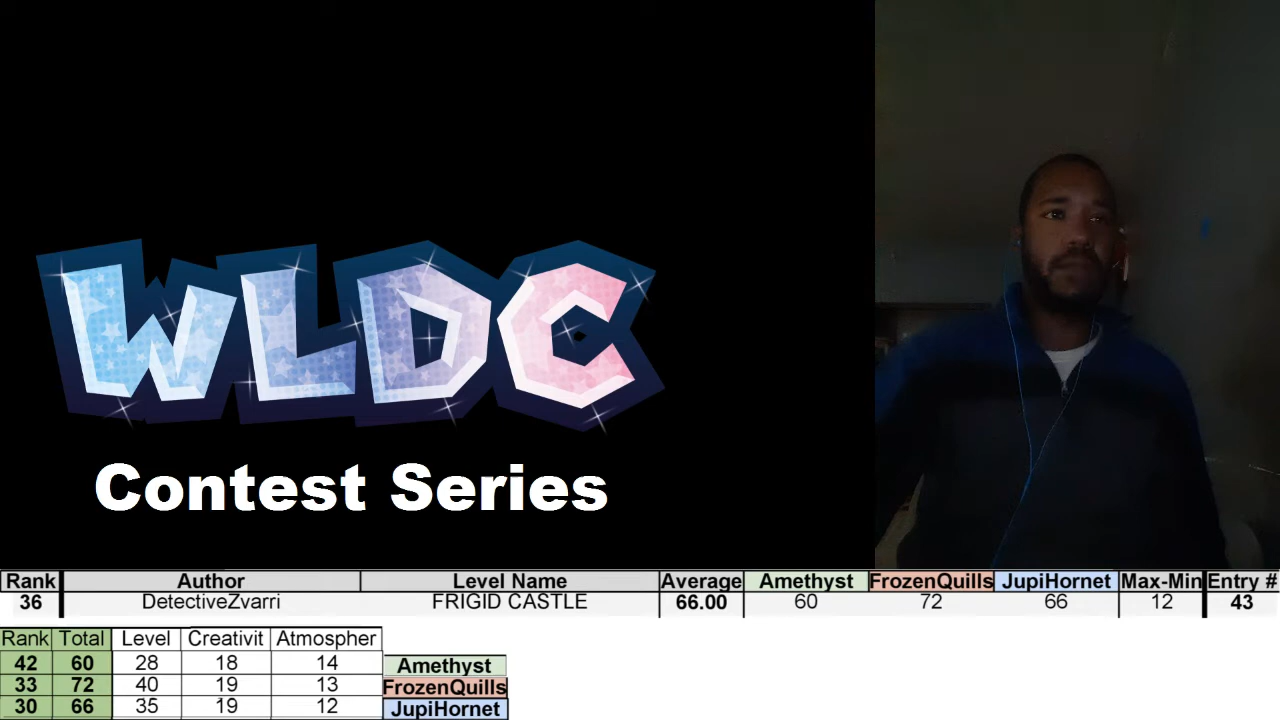 WLDC
Contest Series
Rank Author Level Name Average Amethyst FrozenQuills JupiHornet Max-Min Entry #
36 DetectiveZvarri FRIGID CASTLE 66.00 60 72 66 12 43
Rank Total Level Creativit Atmospher
42 60 28 18 14 Amethyst
33 72 40 19 13 FrozenQuills
30 66 35 19 12 JupiHornet